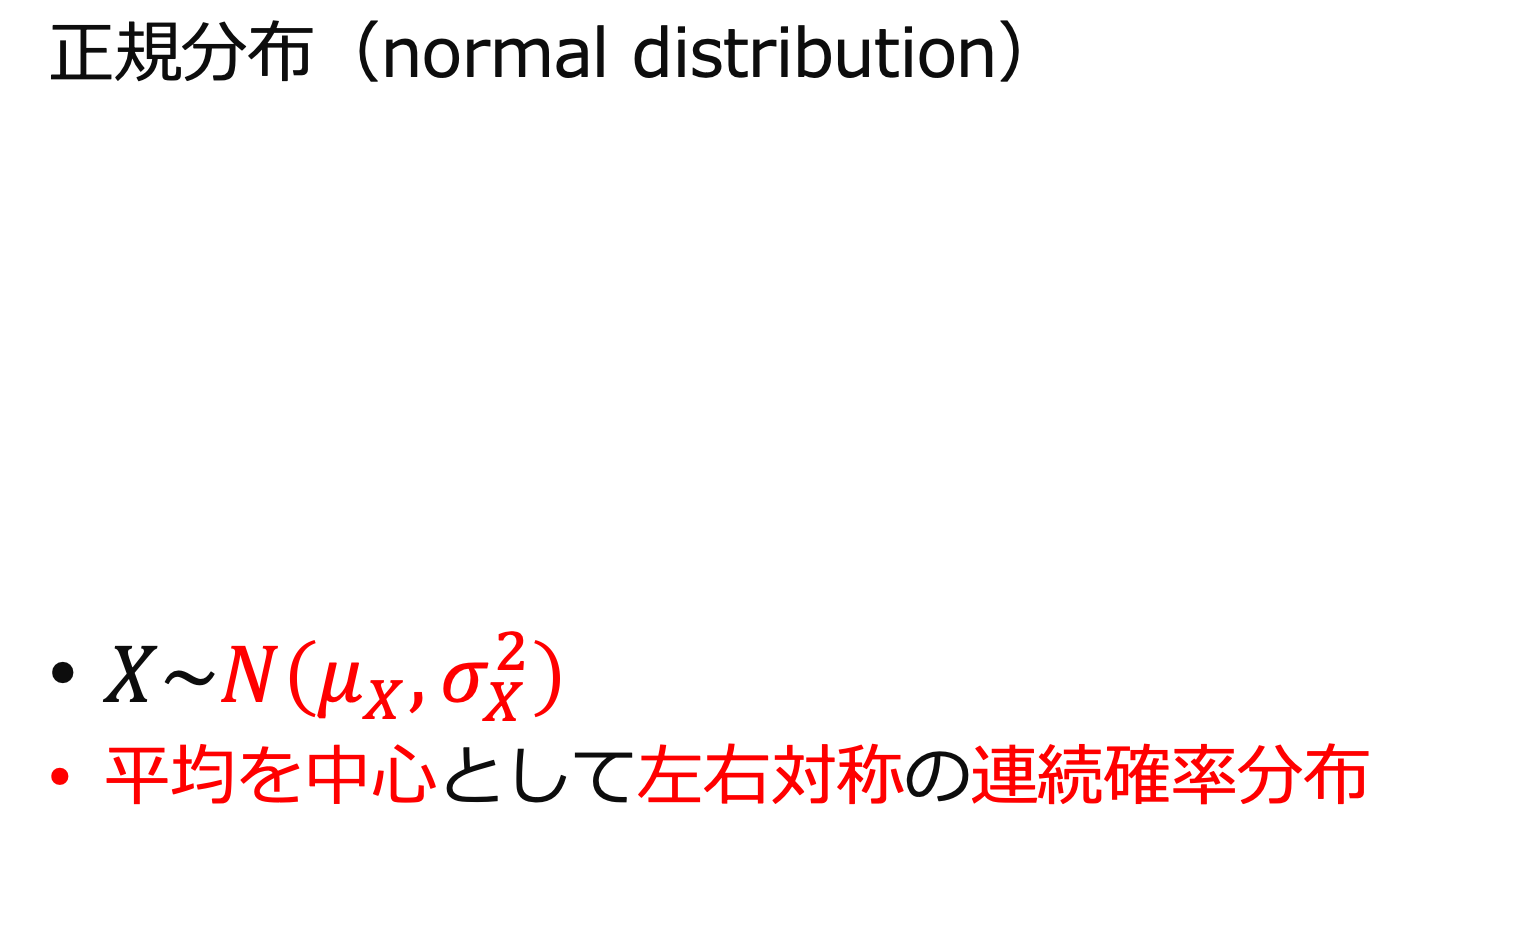 正規分布（normal distribution）
• X~N(μ_X, σ_X^2)
• 平均を中心として左右対称の連続確率分布